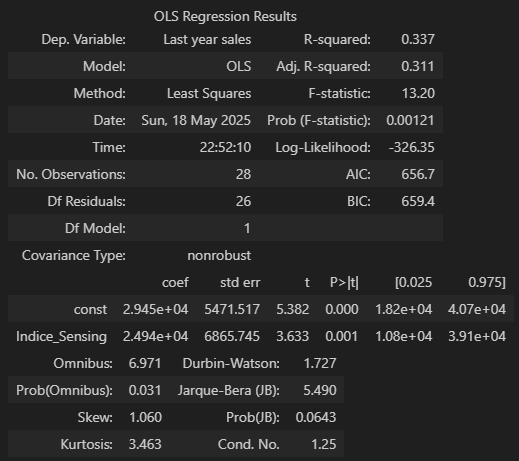 OLS Regression Results
Dep. Variable: Last year sales R-squared: 0.337
Model: OLS Adj. R-squared: 0.311
Method: Least Squares F-statistic: 13.20
Date: Sun, 18 May 2025 Prob (F-statistic): 0.00121
Time: 22:52:10 Log-Likelihood: -326.35
No. Observations: 28 AIC: 656.7
Df Residuals: 26 BIC: 659.4
Df Model: 1
Covariance Type: nonrobust
coef std err t P>|t| [0.025 0.975]
const 2.945e+04 5471.517 5.382 0.000 1.82e+04 4.07e+04
Indice_Sensing 2.494e+04 6865.745 3.633 0.001 1.08e+04 3.91e+04
Omnibus: 6.971 Durbin-Watson: 1.727
Prob(Omnibus): 0.031 Jarque-Bera (JB): 5.490
Skew: 1.060 Prob(JB): 0.0643
Kurtosis: 3.463 Cond. No. 1.25